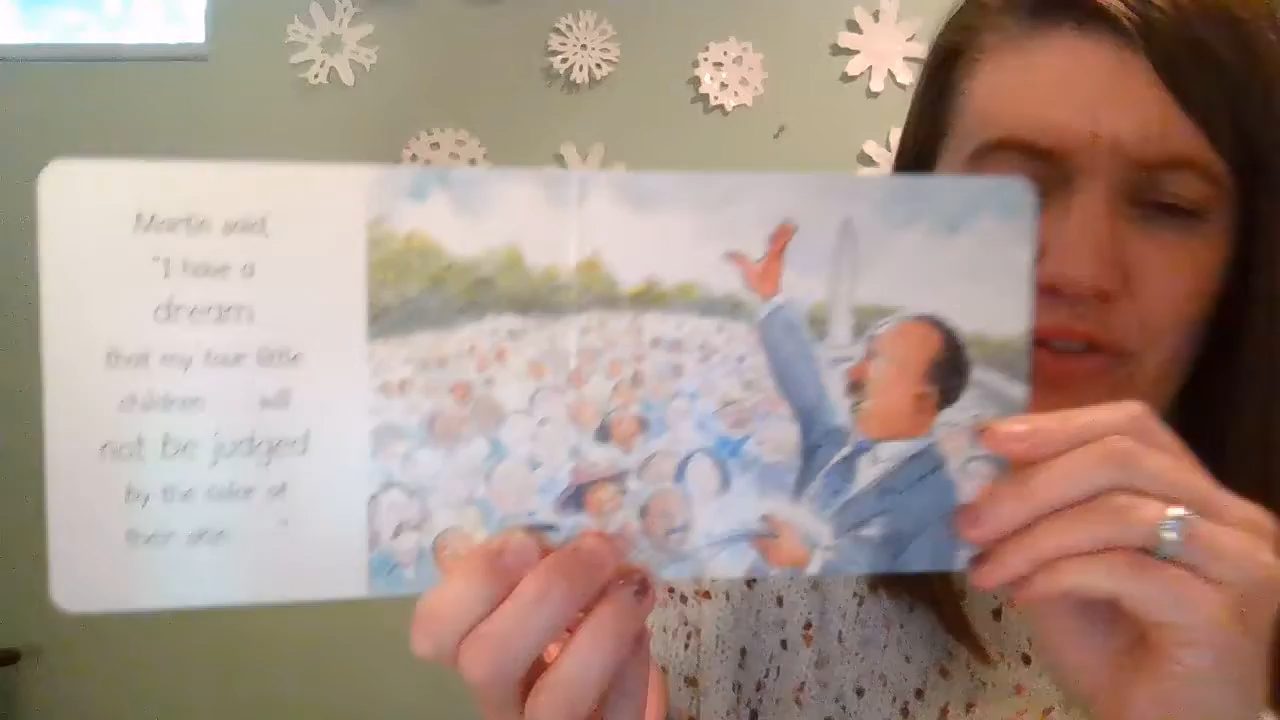 Martin said,
"I have a
dream
that my four little
children will
not be judged
by the color of
their skin . . ."